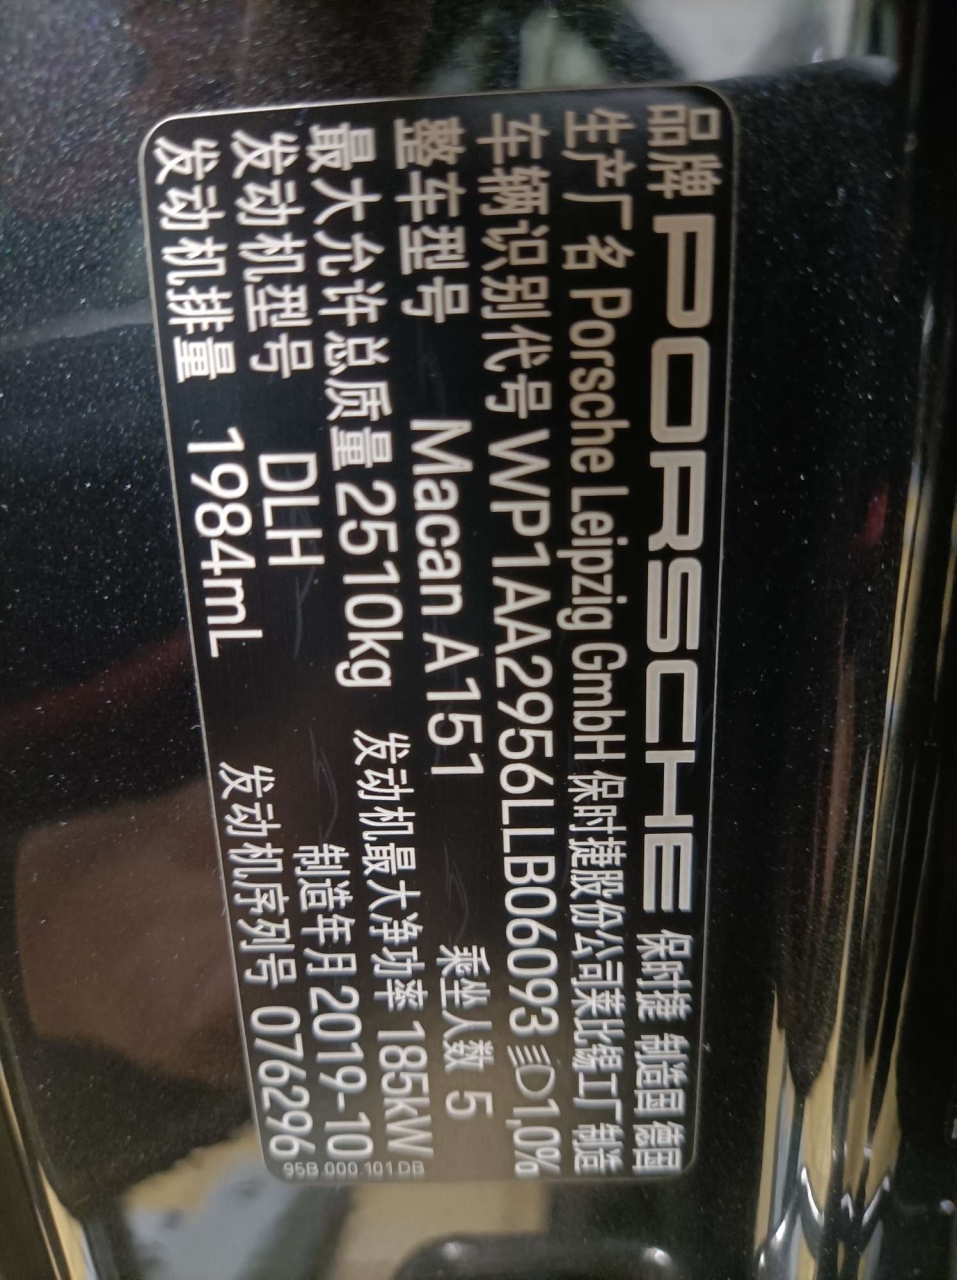 品牌 PORSCHE 保时捷 制造国 德国
生产厂名 Porsche Leipzig GmbH 保时捷股份公司莱比锡工厂制造
车辆识别代号 WP1AA2956LLB06093 1,0%
整车型号 Macan A151 乘坐人数 5
最大允许总质量 2510kg 发动机最大净功率 185kW
发动机型号 DLH 制造年月 2019-10
发动机排量 1984mL 发动机序列号 076296
95B.000.101.DB